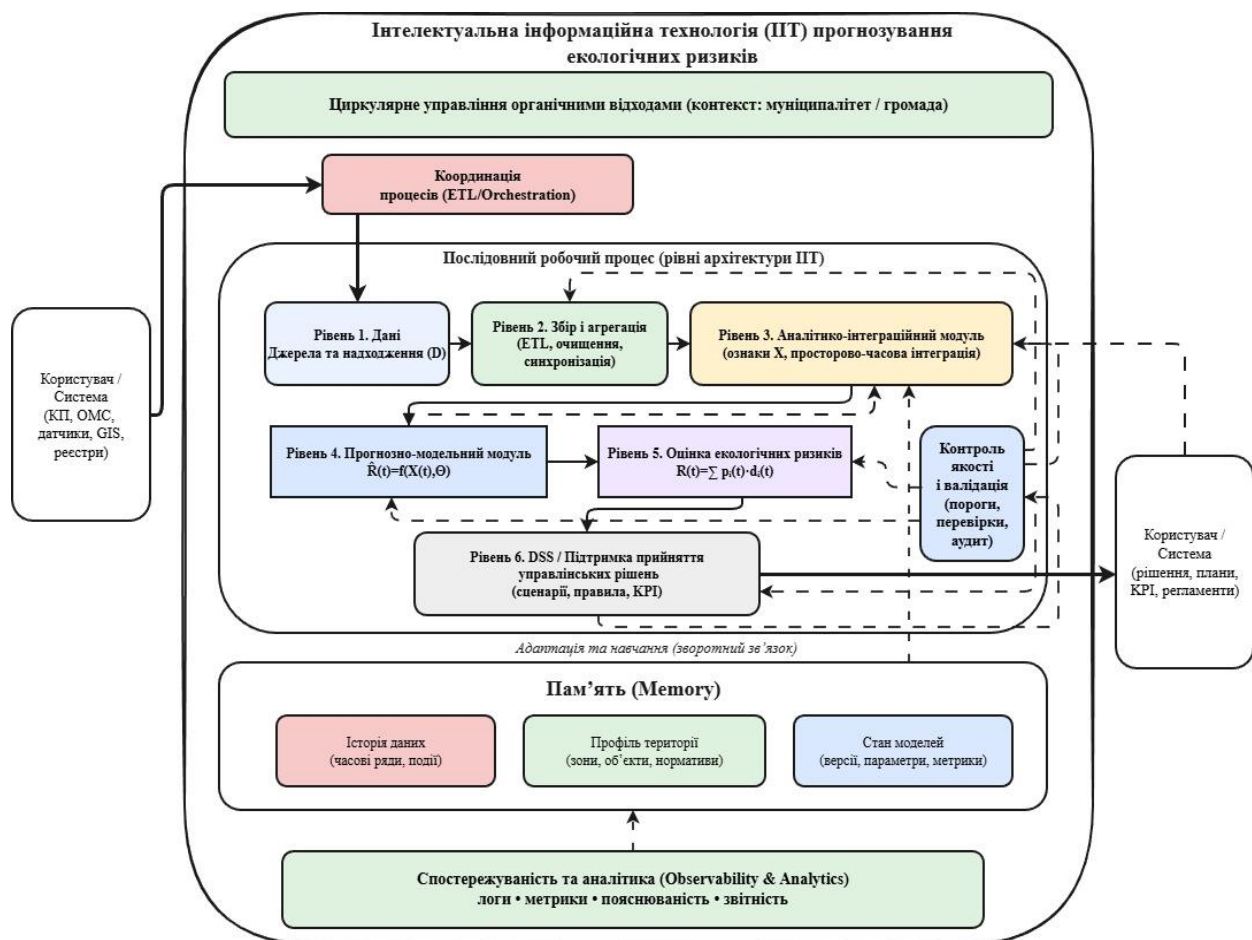 Інтелектуальна інформаційна технологія (ІІТ) прогнозування
екологічних ризиків
Циркулярне управління органічними відходами (контекст: муніципалітет / громада)
Координація
процесів (ETL/Orchestration)
Послідовний робочий процес (рівні архітектури ІІТ)
Користувач /
Система
(КП, ОМС,
датчики, GIS,
реєстри)
Рівень 1. Дані
Джерела та надходження (D)
Рівень 2. Збір і агрегація
(ETL, очищення,
синхронізація)
Рівень 3. Аналітико-інтеграційний модуль
(ознаки X, просторово-часова інтеграція)
Рівень 4. Прогнозно-модельний модуль
R̂(t)=f(X(t),Θ)
Рівень 5. Оцінка екологічних ризиків
R(t)=∑ pᵢ(t)·dᵢ(t)
Контроль
якості
і валідація
(пороги,
перевірки,
аудит)
Рівень 6. DSS / Підтримка прийняття
управлінських рішень
(сценарії, правила, KPI)
Користувач /
Система
(рішення, плани,
KPI, регламенти)
Адаптація та навчання (зворотний зв’язок)
Пам’ять (Memory)
Історія даних
(часові ряди, події)
Профіль території
(зони, об’єкти, нормативи)
Стан моделей
(версії, параметри, метрики)
Спостережуваність та аналітика (Observability & Analytics)
логи • метрики • пояснюваність • звітність